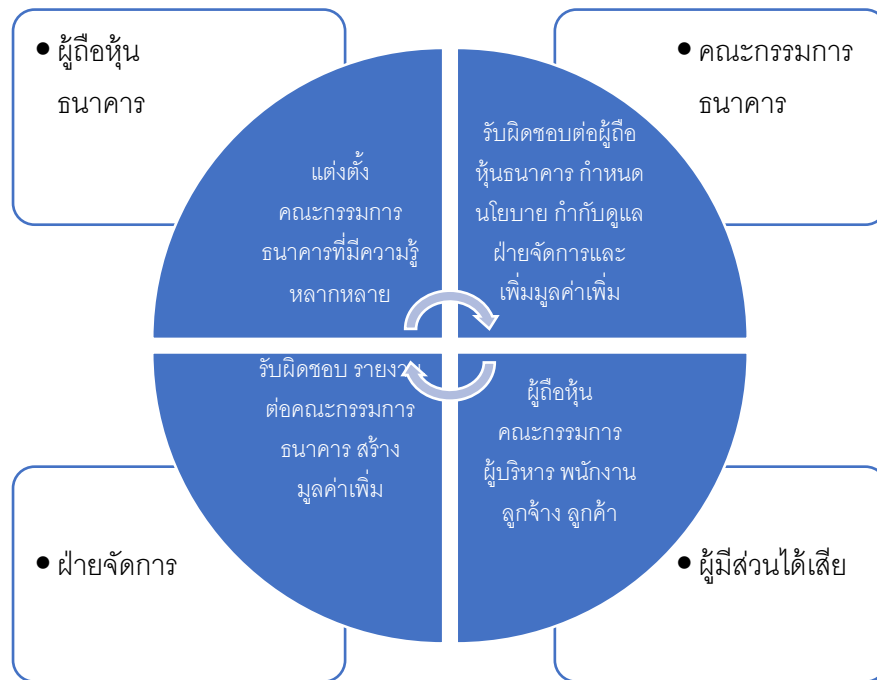 ผู้ถือหุ้น
ธนาคาร
แต่งตั้ง
คณะกรรมการ
ธนาคารที่มีความรู้
หลากหลาย
คณะกรรมการ
ธนาคาร
รับผิดชอบต่อผู้ถือ
หุ้นธนาคาร กำหนด
นโยบาย กำกับดูแล
ฝ่ายจัดการและ
เพิ่มมูลค่าเพิ่ม
ฝ่ายจัดการ
รับผิดชอบ รายงาน
ต่อคณะกรรมการ
ธนาคาร สร้าง
มูลค่าเพิ่ม
ผู้ถือหุ้น
คณะกรรมการ
ผู้บริหาร พนักงาน
ลูกจ้าง ลูกค้า
ผู้มีส่วนได้เสีย